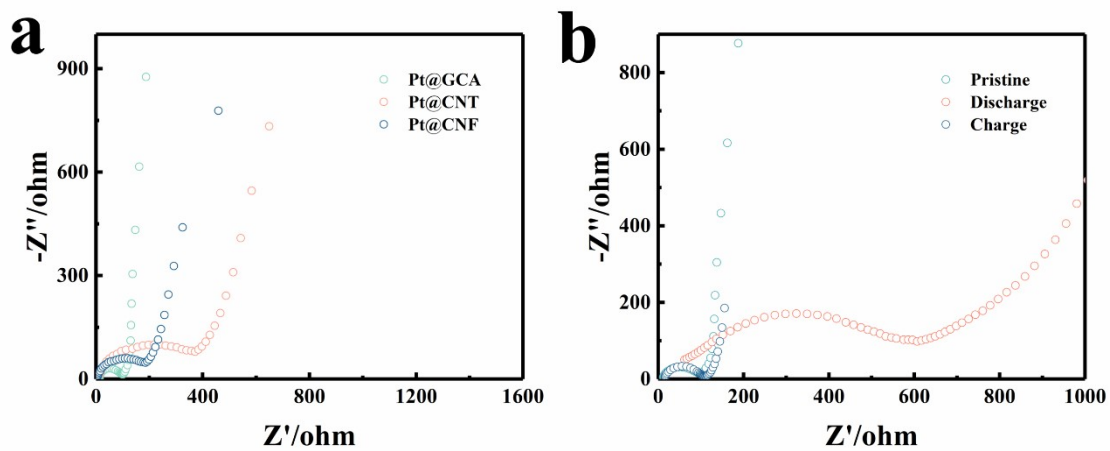 a
900
600
300
0
-Z''/ohm
0 400 800 1200 1600
Z'/ohm
Pt@GCA
Pt@CNT
Pt@CNF
b
800
600
400
200
0
-Z''/ohm
0 200 400 600 800 1000
Z'/ohm
Pristine
Discharge
Charge